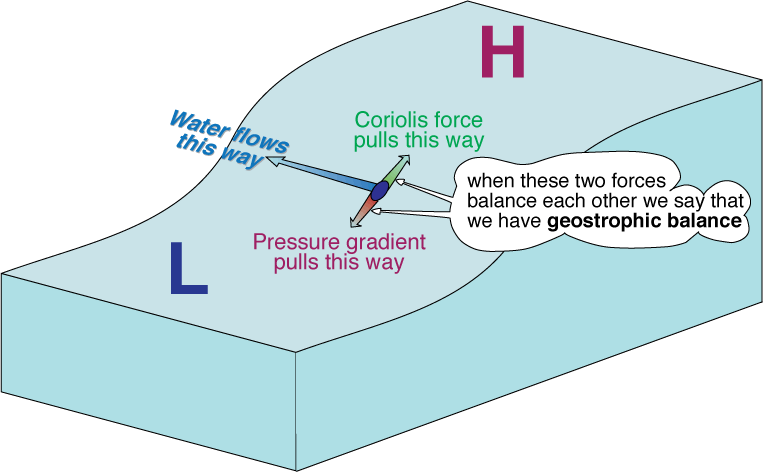 H
Water flows
this way
Coriolis force
pulls this way
when these two forces
balance each other we say that
we have geostrophic balance
Pressure gradient
pulls this way
L